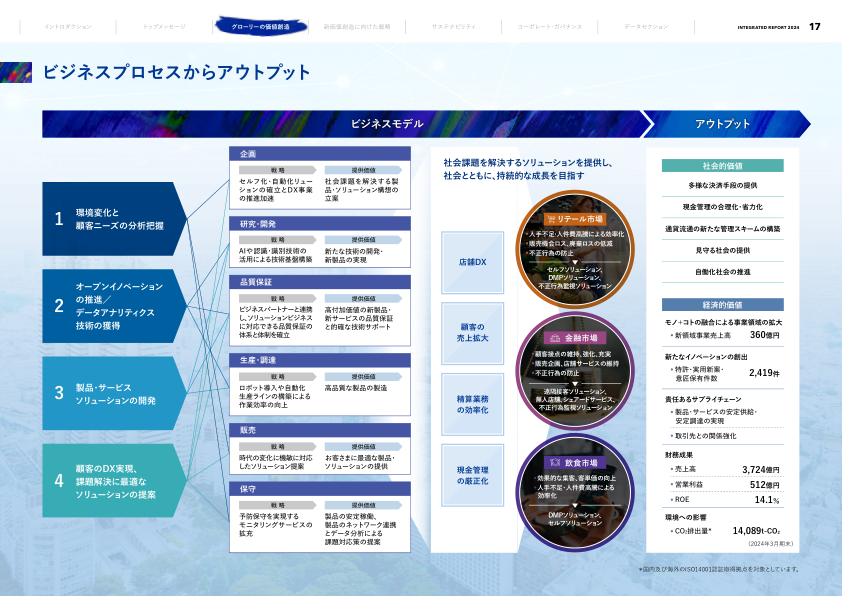 イントロダクション
トップメッセージ
グローリーの価値創造
新価値創造に向けた戦略
サステナビリティ
コーポレート・ガバナンス
データセクション
INTEGRATED REPORT 2024 17
ビジネスプロセスからアウトプット
ビジネスモデル
アウトプット
1
環境変化と
顧客ニーズの分析把握
2
オープンイノベーション
の推進／
データアナリティクス
技術の獲得
3
製品・サービス
ソリューションの開発
4
顧客のDX実現、
課題解決に最適な
ソリューションの提案
企画
戦略
セルフ化・自動化リュー
ションの確立とDX事業
の推進加速
提供価値
社会課題を解決する製
品・ソリューション構想の
立案
研究・開発
戦略
AIや認識・識別技術の
活用による技術基盤構築
提供価値
新たな技術の開発・
新製品の実現
品質保証
戦略
ビジネスパートナーと連携
し、ソリューションビジネス
に対応できる品質保証の
体系と体制を確立
提供価値
高付加価値の新製品・
新サービスの品質保証
と的確な技術サポート
生産・調達
戦略
ロボット導入や自動化
生産ラインの構築による
作業効率の向上
提供価値
高品質な製品の製造
販売
戦略
時代の変化に機敏に対応
したソリューション提案
提供価値
お客さまに最適な製品・
ソリューションの提供
保守
戦略
予防保守を実現する
モニタリングサービスの
拡充
提供価値
製品の安定稼働、
製品のネットワーク連携
とデータ分析による
課題対応策の提案
社会課題を解決するソリューションを提供し、
社会とともに、持続的な成長を目指す
店舗DX
顧客の
売上拡大
精算業務
の効率化
現金管理
の厳正化
リテール市場
・人手不足・人件費高騰による効率化
・販売機会ロス、廃棄ロスの低減
・不正行為の防止
▼
セルフソリューション、
DMPソリューション、
不正行為監視ソリューション
金融市場
・顧客接点の維持、強化、充実
・販売企画、店舗サービスの維持
・不正行為の防止
▼
遠隔接客ソリューション、
無人店舗、シェアードサービス、
不正行為監視ソリューション
飲食市場
・効果的な集客、客単価の向上
・人手不足・人件費高騰による
効率化
▼
DMPソリューション、
セルフソリューション
社会的価値
多様な決済手段の提供
現金管理の合理化・省力化
通貨流通の新たな管理スキームの構築
見守る社会の提供
自働化社会の推進
経済的価値
モノ＋コトの融合による事業領域の拡大
・新領域事業売上高 360億円
新たなイノベーションの創出
・特許・実用新案・
意匠保有件数 2,419件
責任あるサプライチェーン
・製品・サービスの安定供給・
安定調達の実現
・取引先との関係強化
財務成果
・売上高 3,724億円
・営業利益 512億円
・ROE 14.1%
環境への影響
・CO₂排出量* 14,089t-CO₂
（2024年3月期末）
＊国内及び海外のISO14001認証取得拠点を対象としています。